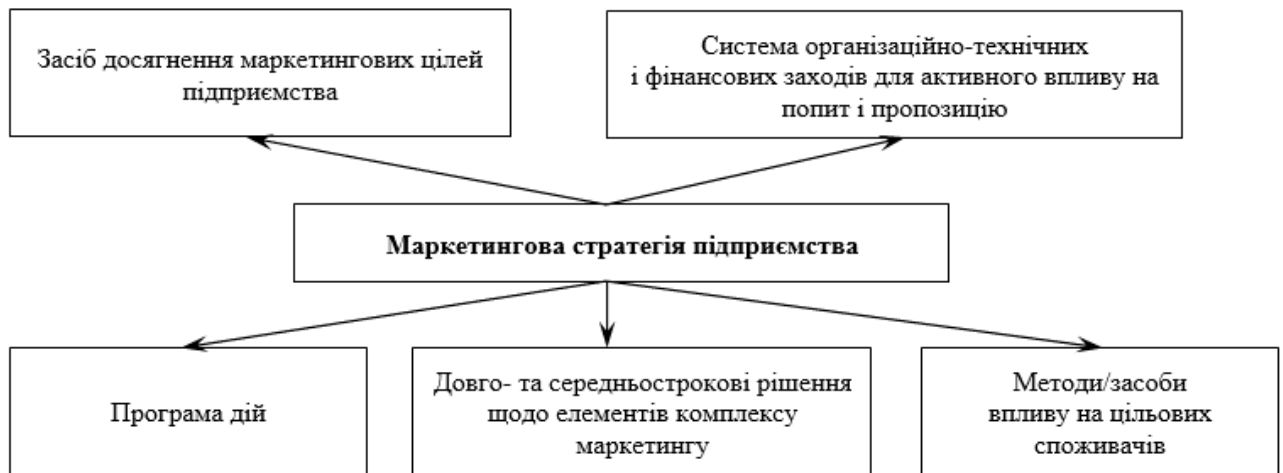 Засіб досягнення маркетингових цілей
підприємства
Система організаційно-технічних
і фінансових заходів для активного впливу на
попит і пропозицію
Маркетингова стратегія підприємства
Програма дій
Довго- та середньострокові рішення
щодо елементів комплексу
маркетингу
Методи/засоби
впливу на цільових
споживачів